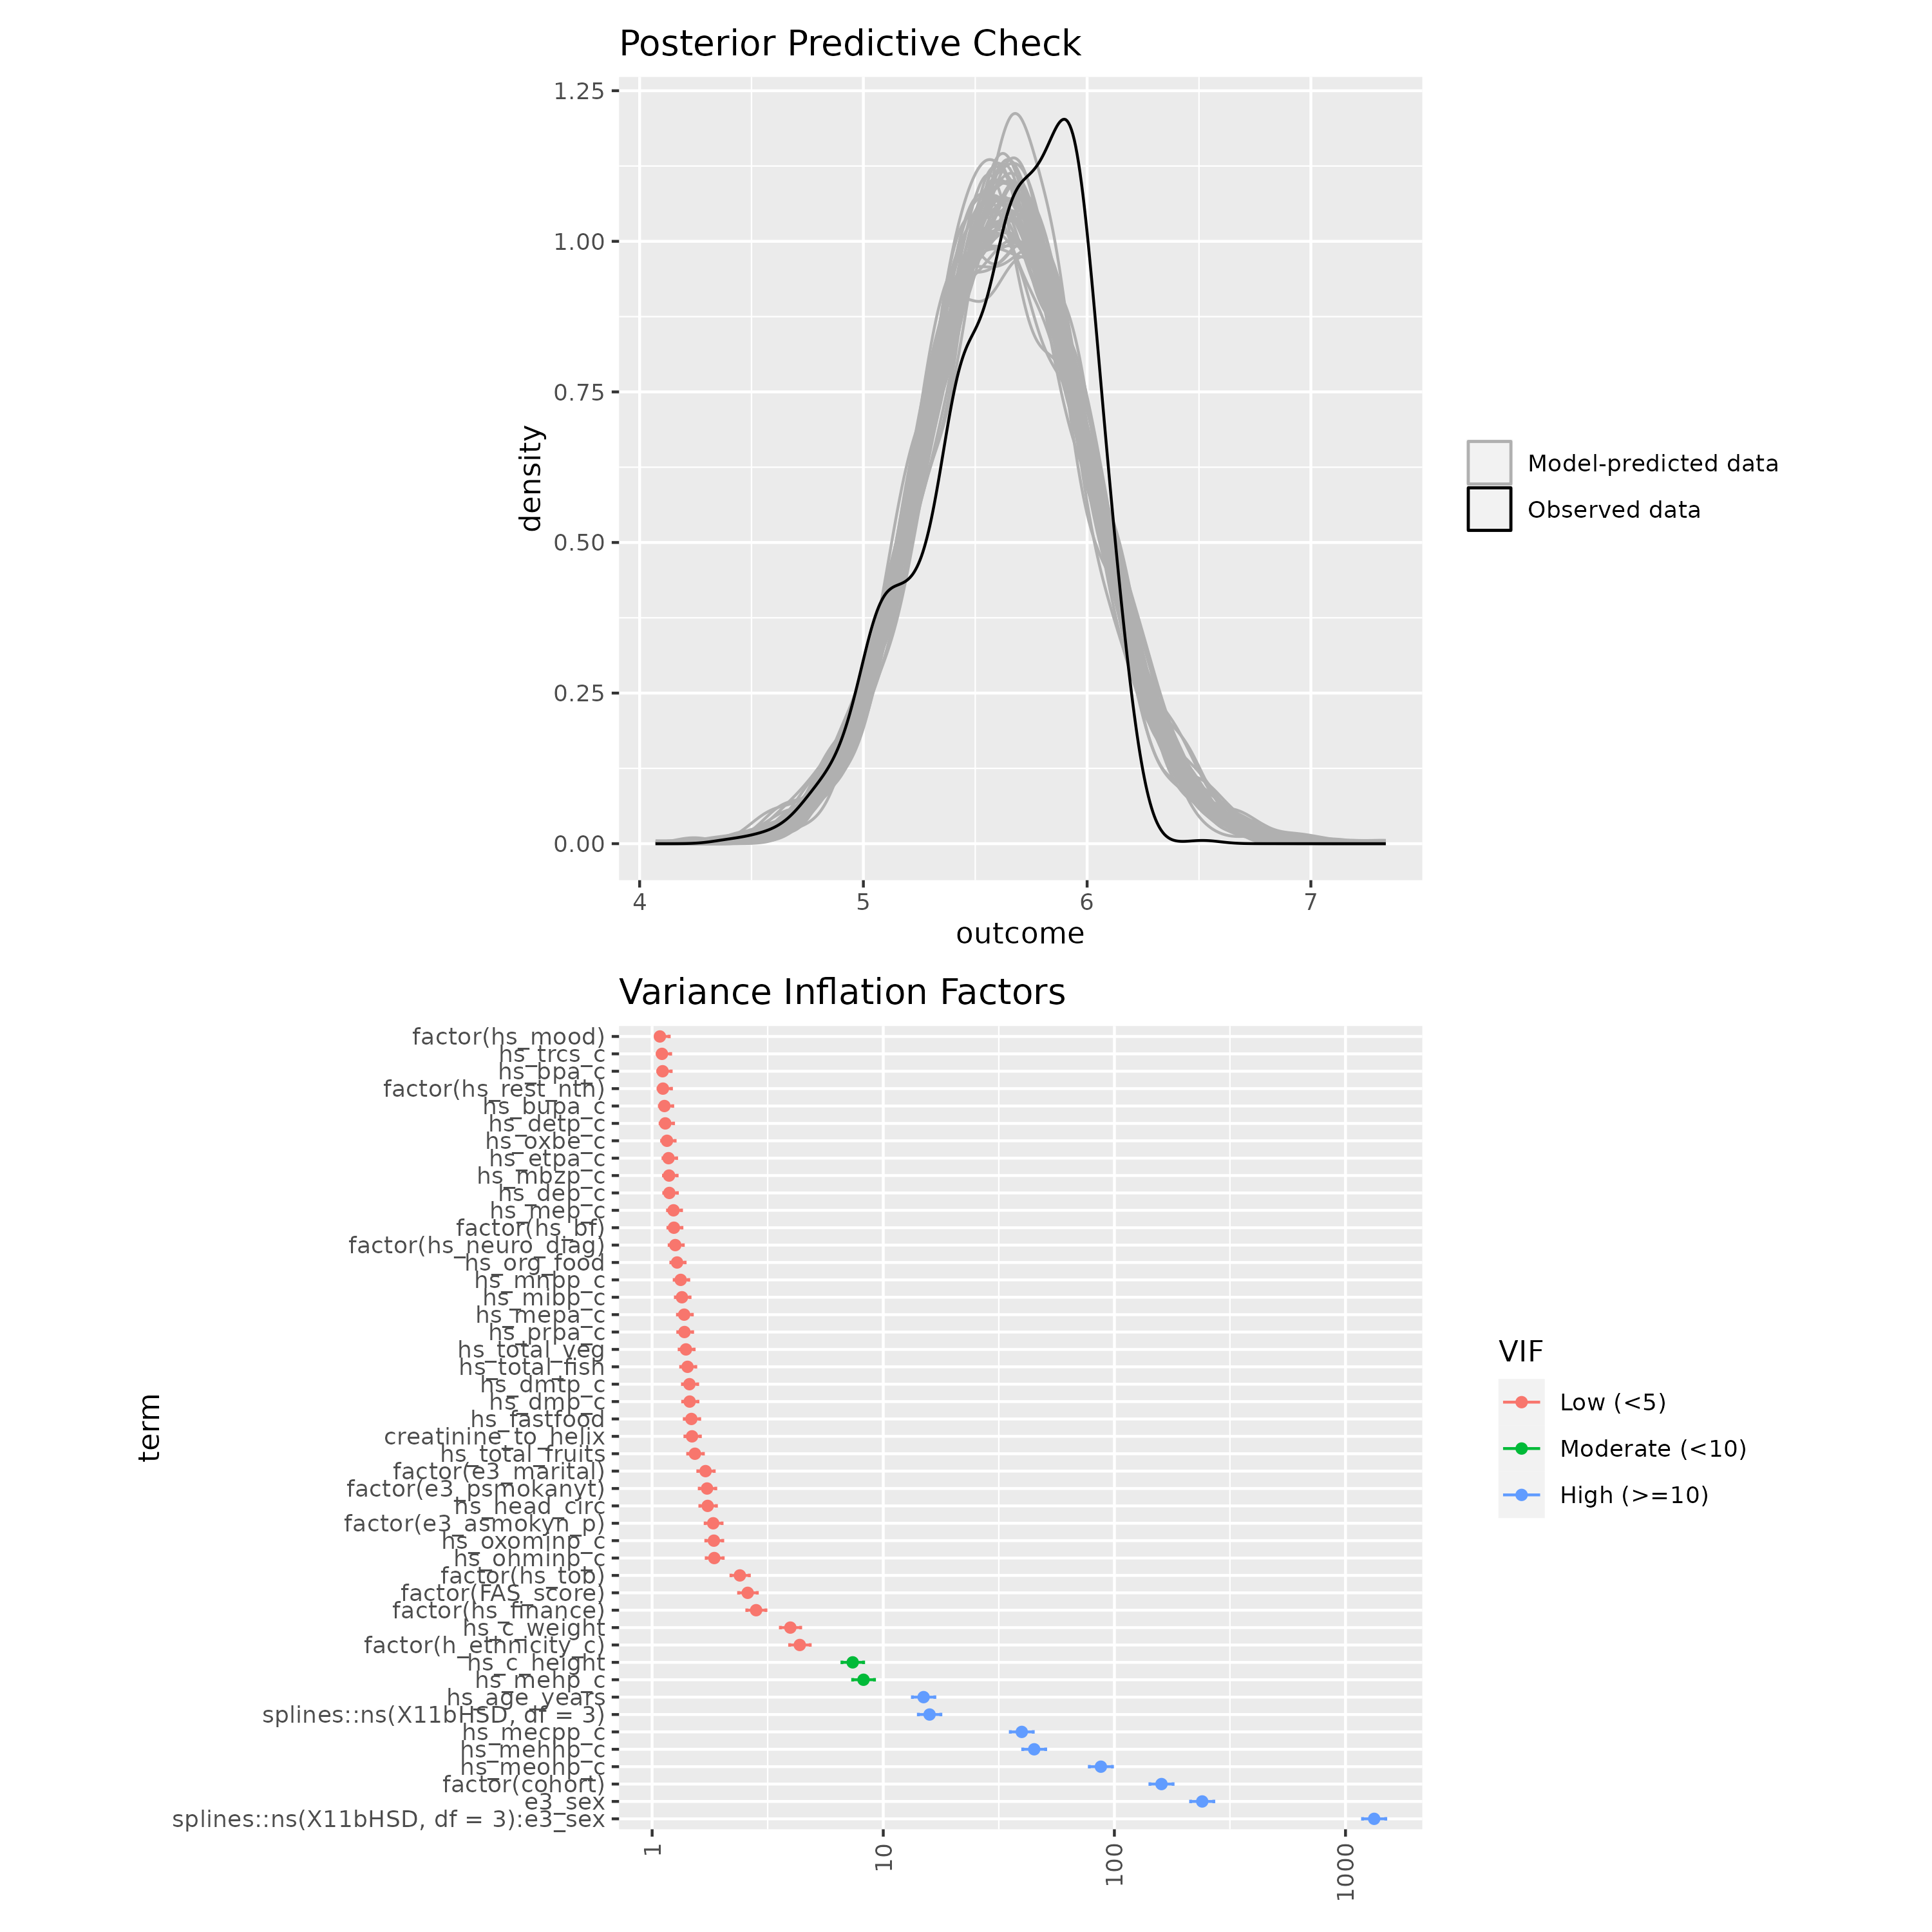 Posterior Predictive Check
1.25
1.00
0.75
0.50
0.25
0.00
density
4 5 6 7
outcome
Model-predicted data
Observed data
Variance Inflation Factors
term
factor(hs_mood)
hs_trcs_c
hs_bpa_c
factor(hs_rest_nth)
hs_bupa_c
hs_detp_c
hs_oxbe_c
hs_etpa_c
hs_mbzp_c
hs_dep_c
hs_mep_c
factor(hs_bf)
factor(hs_neuro_diag)
hs_org_food
hs_mnbp_c
hs_mibp_c
hs_mepa_c
hs_prpa_c
hs_total_veg
hs_total_fish
hs_dmtp_c
hs_dmp_c
hs_fastfood
creatinine_to_helix
hs_total_fruits
factor(e3_marital)
factor(e3_psmokanyt)
hs_head_circ
factor(e3_asmokyn_p)
hs_oxominp_c
hs_ohminp_c
factor(hs_tob)
factor(FAS_score)
factor(hs_finance)
hs_c_weight
factor(h_ethnicity_c)
hs_c_height
hs_mehp_c
hs_age_years
splines::ns(X11bHSD, df = 3)
hs_mecpp_c
hs_mehhp_c
hs_meohp_c
factor(cohort)
e3_sex
splines::ns(X11bHSD, df = 3):e3_sex
1 10 100 1000
VIF
Low (<5)
Moderate (<10)
High (>=10)